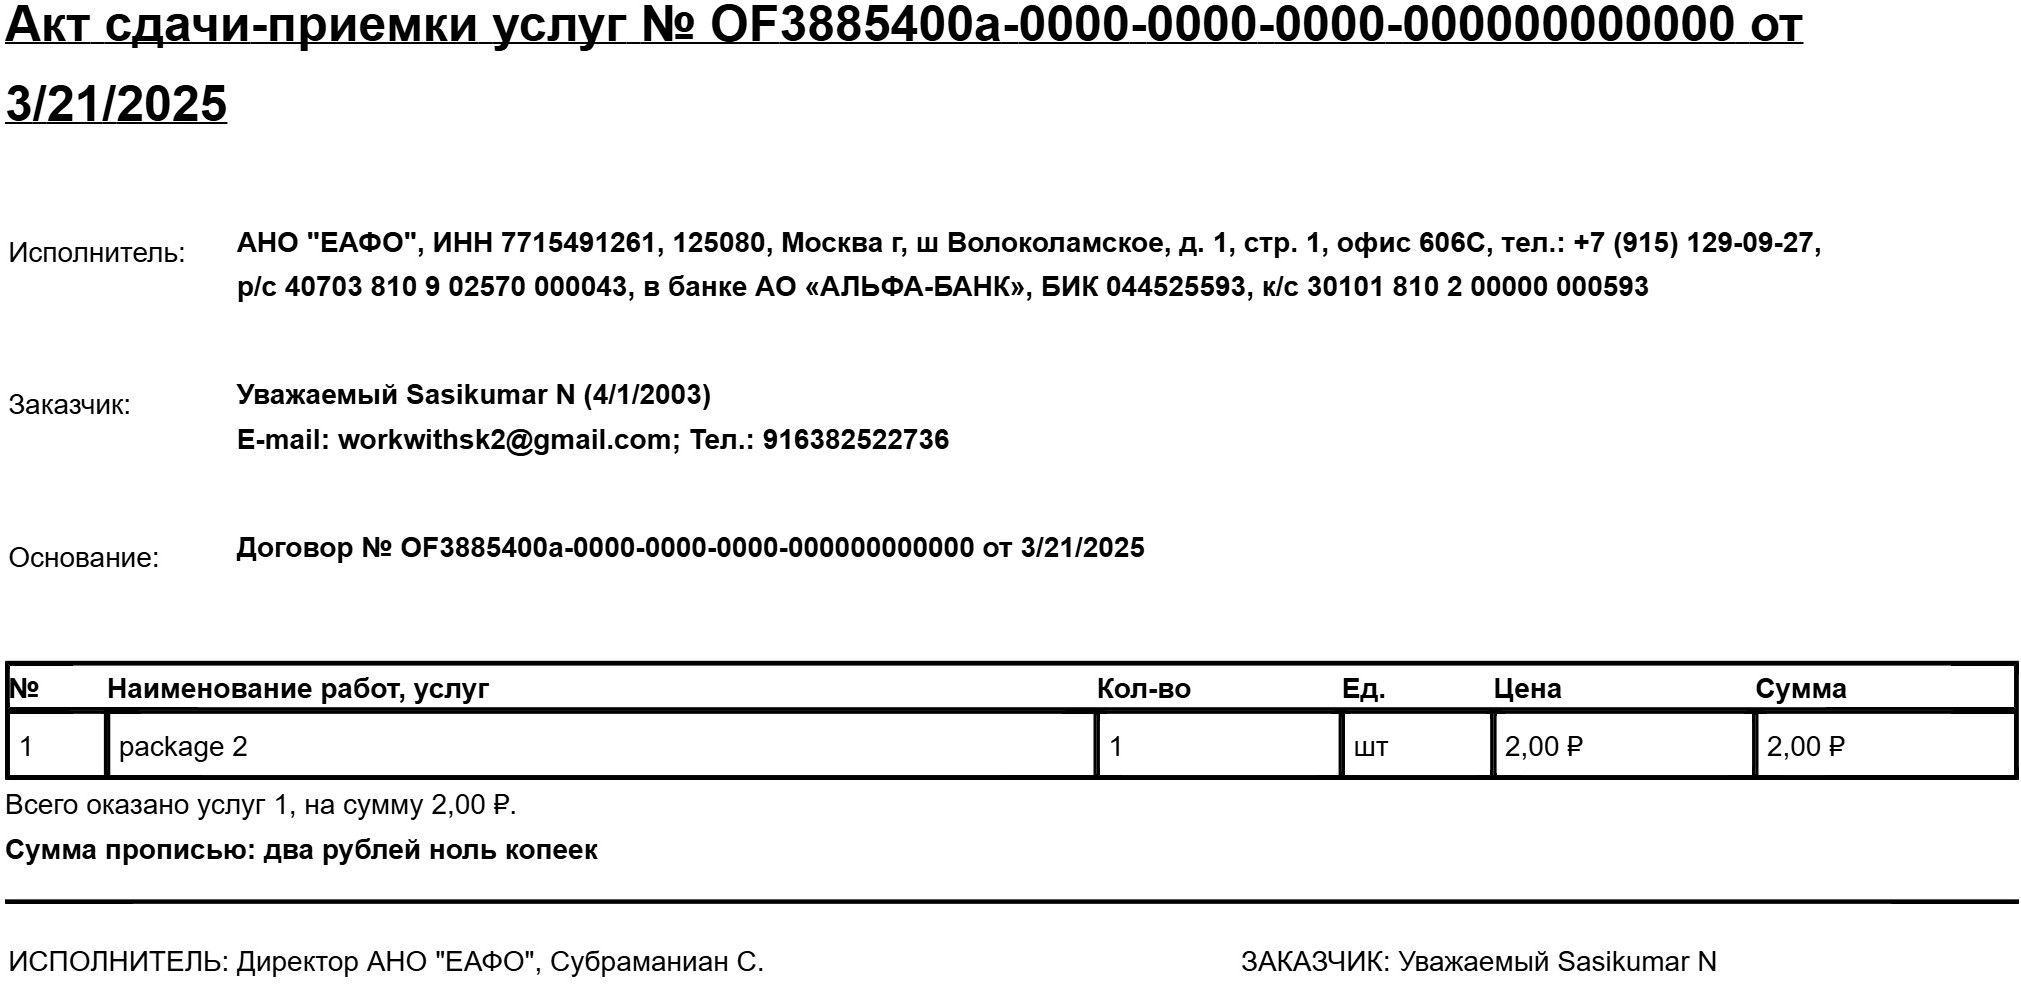 Акт сдачи-приемки услуг № OF3885400a-0000-0000-0000-000000000000 от
3/21/2025
Исполнитель: АНО "ЕАФО", ИНН 7715491261, 125080, Москва г, ш Волоколамское, д. 1, стр. 1, офис 606С, тел.: +7 (915) 129-09-27,
р/с 40703 810 9 02570 000043, в банке АО «АЛЬФА-БАНК», БИК 044525593, к/с 30101 810 2 00000 000593
Заказчик: Уважаемый Sasikumar N (4/1/2003)
E-mail: workwithsk2@gmail.com; Тел.: 916382522736
Основание: Договор № OF3885400a-0000-0000-0000-000000000000 от 3/21/2025
№ Наименование работ, услуг Кол-во Ед. Цена Сумма
1 package 2 1 шт 2,00 ₽ 2,00 ₽
Всего оказано услуг 1, на сумму 2,00 ₽.
Сумма прописью: два рублей ноль копеек
ИСПОЛНИТЕЛЬ: Директор АНО "ЕАФО", Субраманиан С. ЗАКАЗЧИК: Уважаемый Sasikumar N